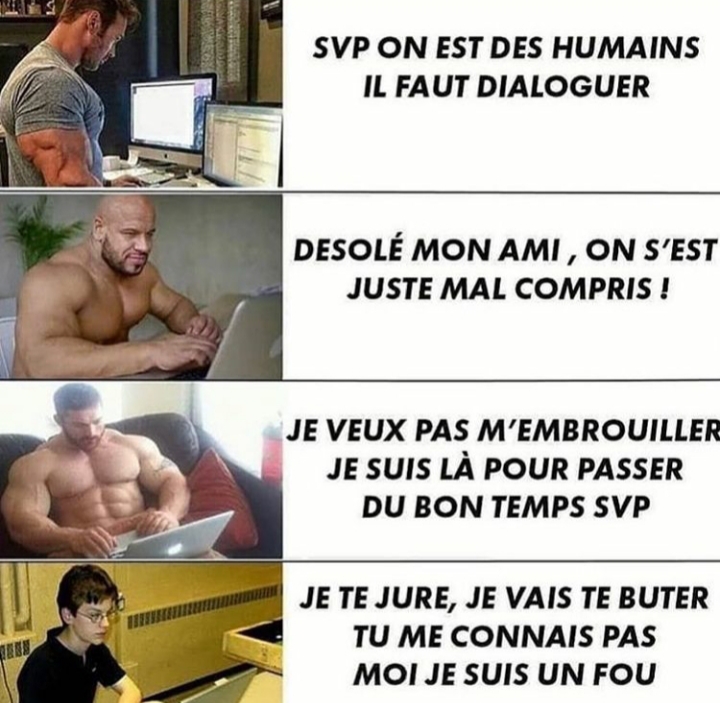 SVP ON EST DES HUMAINS
IL FAUT DIALOGUER
DESOLÉ MON AMI , ON S'EST
JUSTE MAL COMPRIS !
JE VEUX PAS M'EMBROUILLER
JE SUIS LÀ POUR PASSER
DU BON TEMPS SVP
JE TE JURE, JE VAIS TE BUTER
TU ME CONNAIS PAS
MOI JE SUIS UN FOU